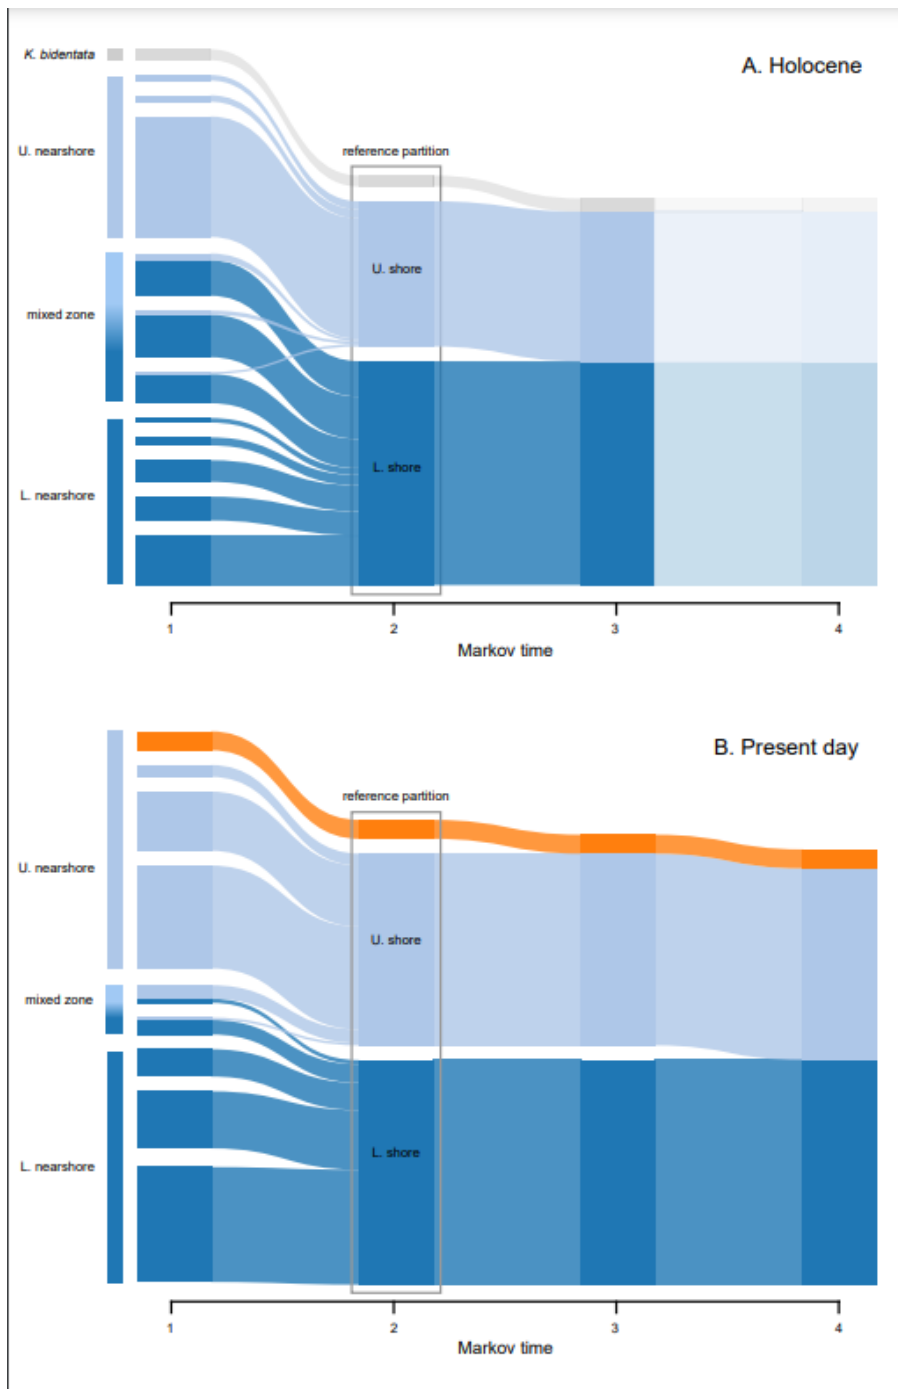 K. bidentata
A. Holocene
U. nearshore
reference partition
U. shore
mixed zone
L. shore
L. nearshore
1
2
3
4
Markov time
B. Present day
reference partition
U. nearshore
U. shore
mixed zone
L. shore
L. nearshore
1
2
3
4
Markov time